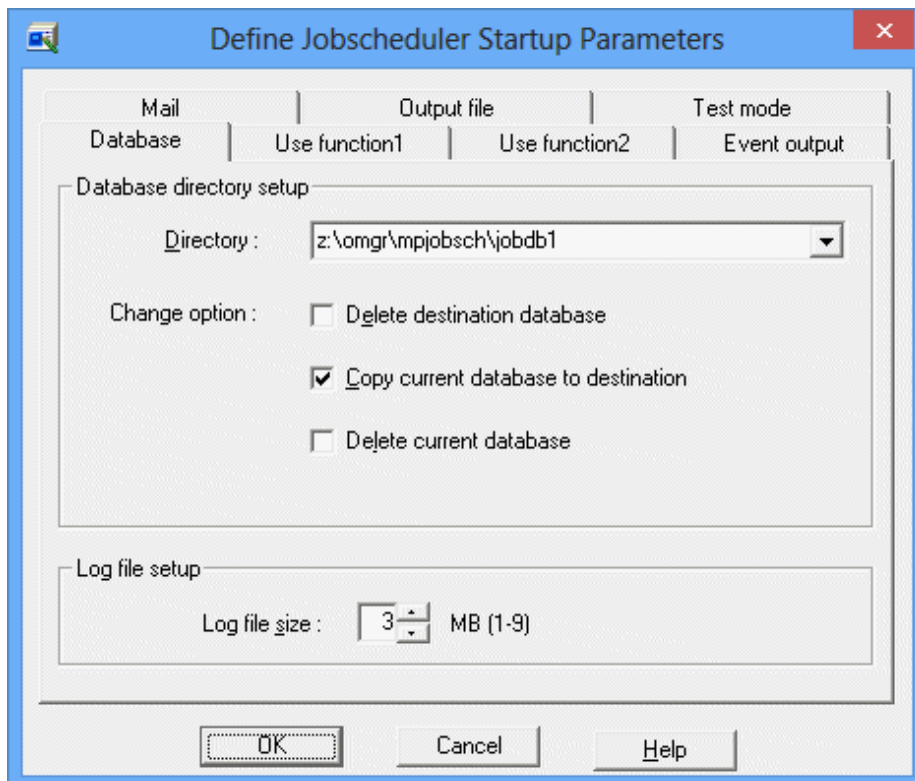 Define Jobscheduler Startup Parameters
Mail Output file Test mode
Database Use function1 Use function2 Event output
Database directory setup
Directory : z:\omgr\mpjobsch\jobdb1
Change option : Delete destination database
Copy current database to destination
Delete current database
Log file setup
Log file size : 3 MB (1-9)
OK Cancel Help